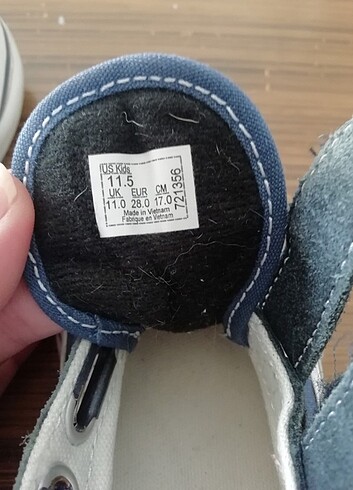 US Kids
11.5
UK EUR CM
11.0 28.0 17.0
Made in Vietnam
Fabrique en Vietnam
721356